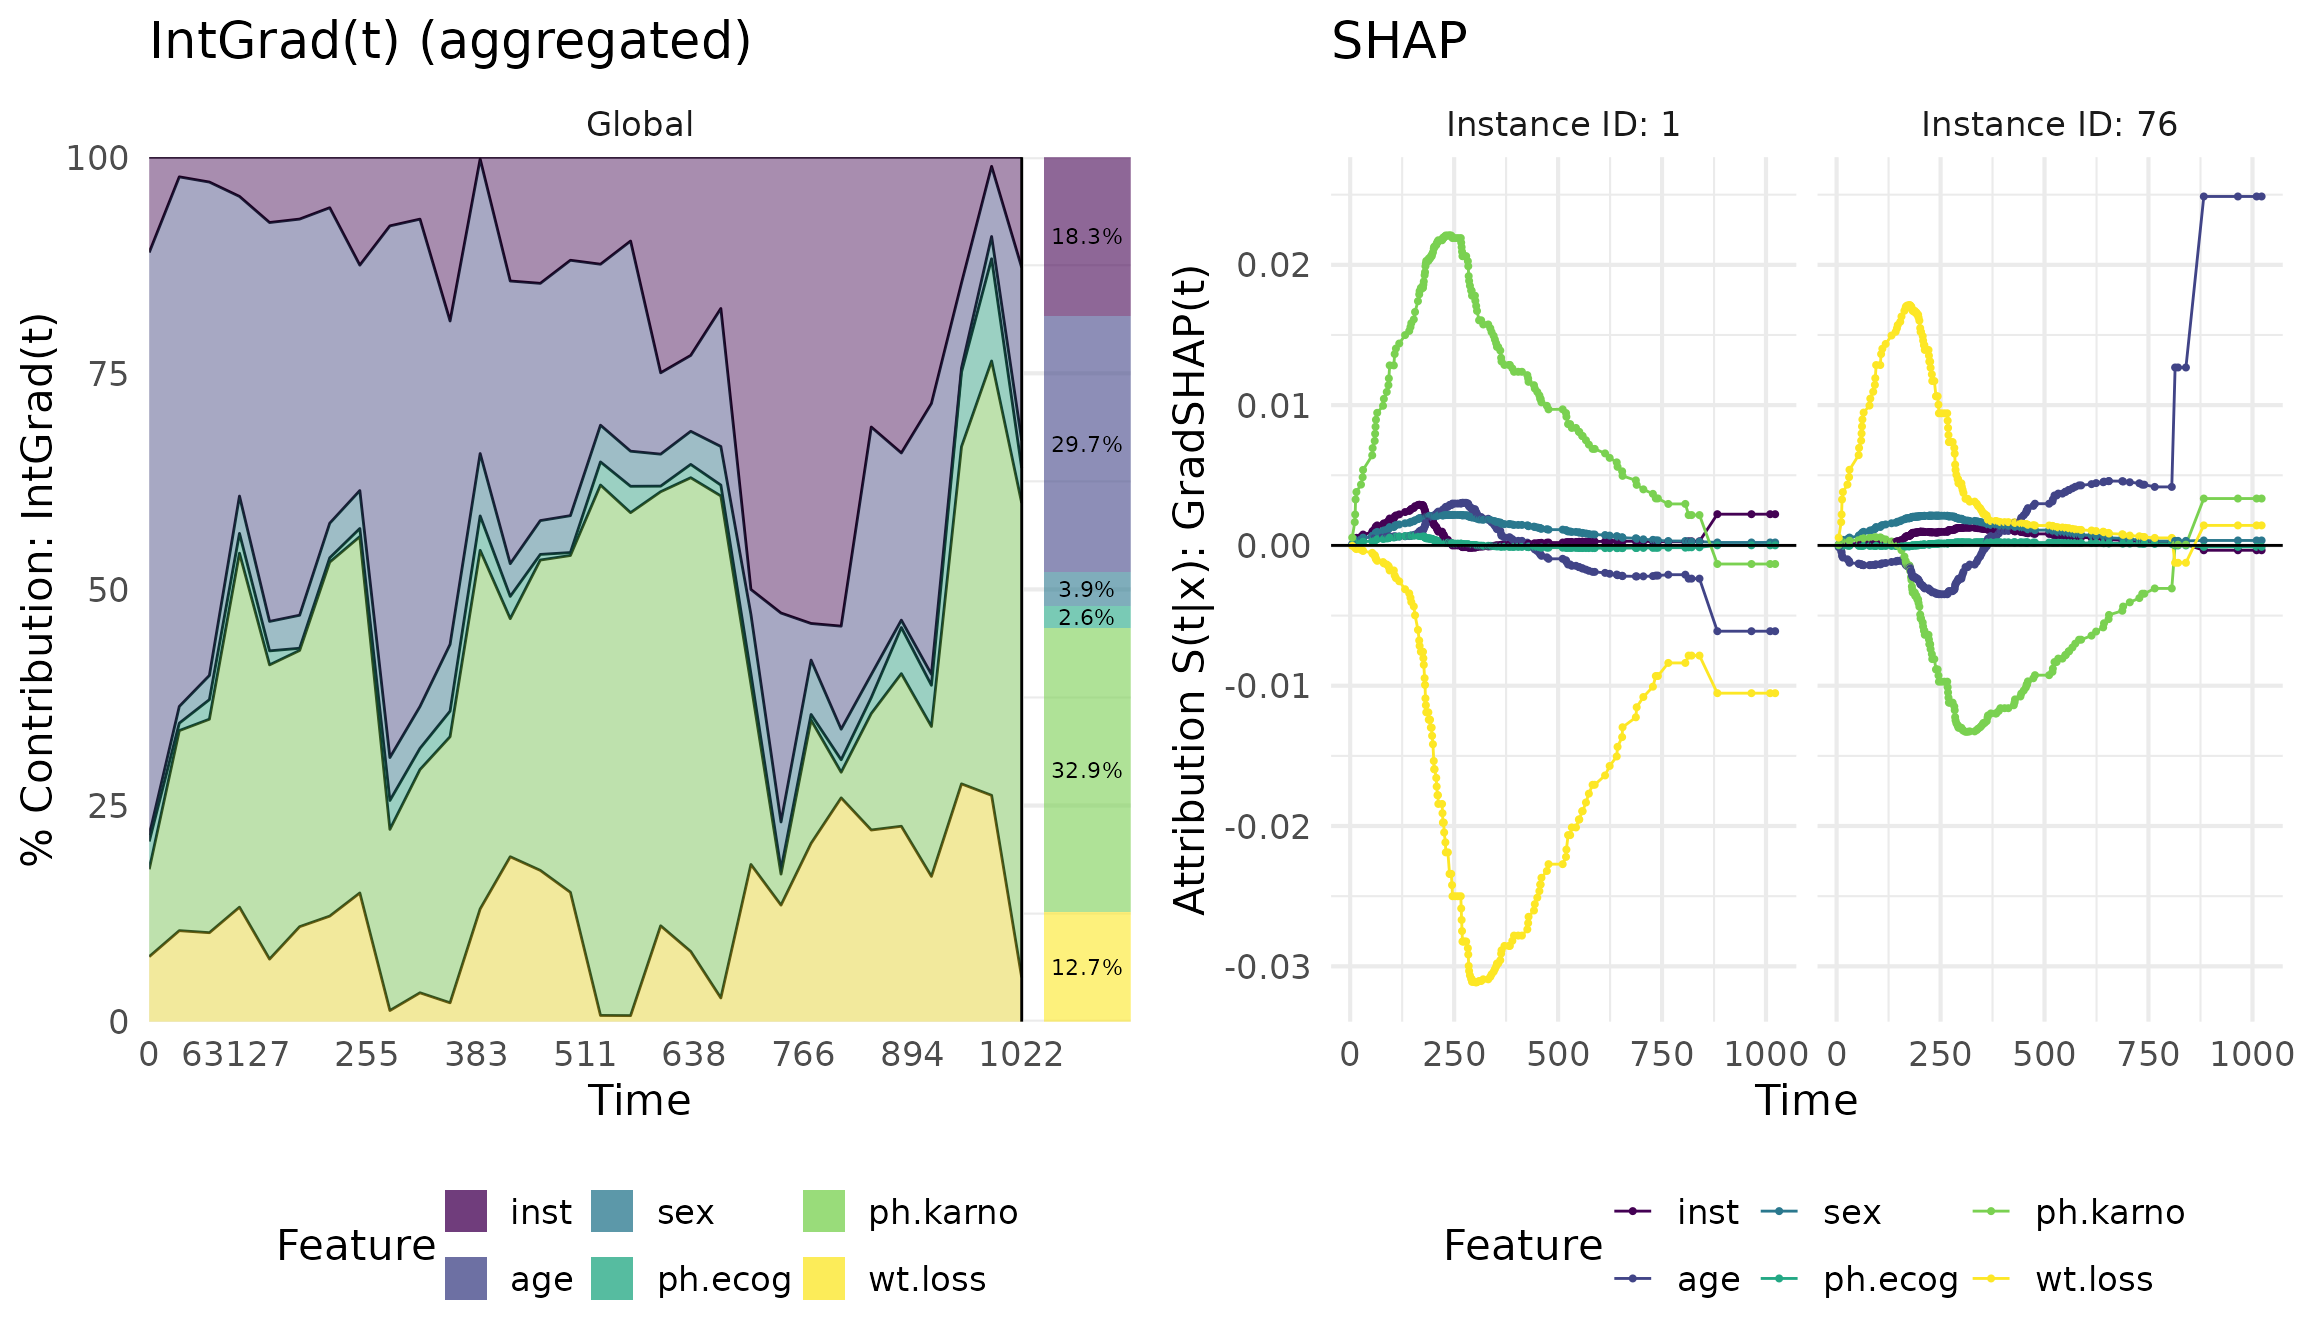 IntGrad(t) (aggregated)
Global
% Contribution: IntGrad(t)
100
75
50
25
0
18.3%
29.7%
3.9%
2.6%
32.9%
12.7%
0 63 127 255 383 511 638 766 894 1022
Time
Feature
inst
sex
ph.karno
age
ph.ecog
wt.loss
SHAP
Instance ID: 1
Instance ID: 76
Attribution S(t|x): GradSHAP(t)
0.02
0.01
0.00
-0.01
-0.02
-0.03
0 250 500 750 1000
0 250 500 750 1000
Time
Feature
inst
sex
ph.karno
age
ph.ecog
wt.loss